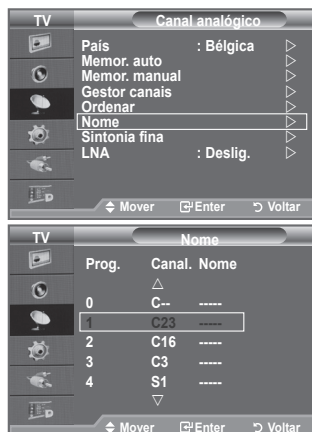 TV Canal analógico
País : Bélgica
Memor. auto
Memor. manual
Gestor canais
Ordenar
Nome
Sintonia fina
LNA : Deslig.
Mover Enter Voltar
TV Nome
Prog. Canal. Nome
0 C-- -----
1 C23 -----
2 C16 -----
3 C3 -----
4 S1 -----
Mover Enter Voltar